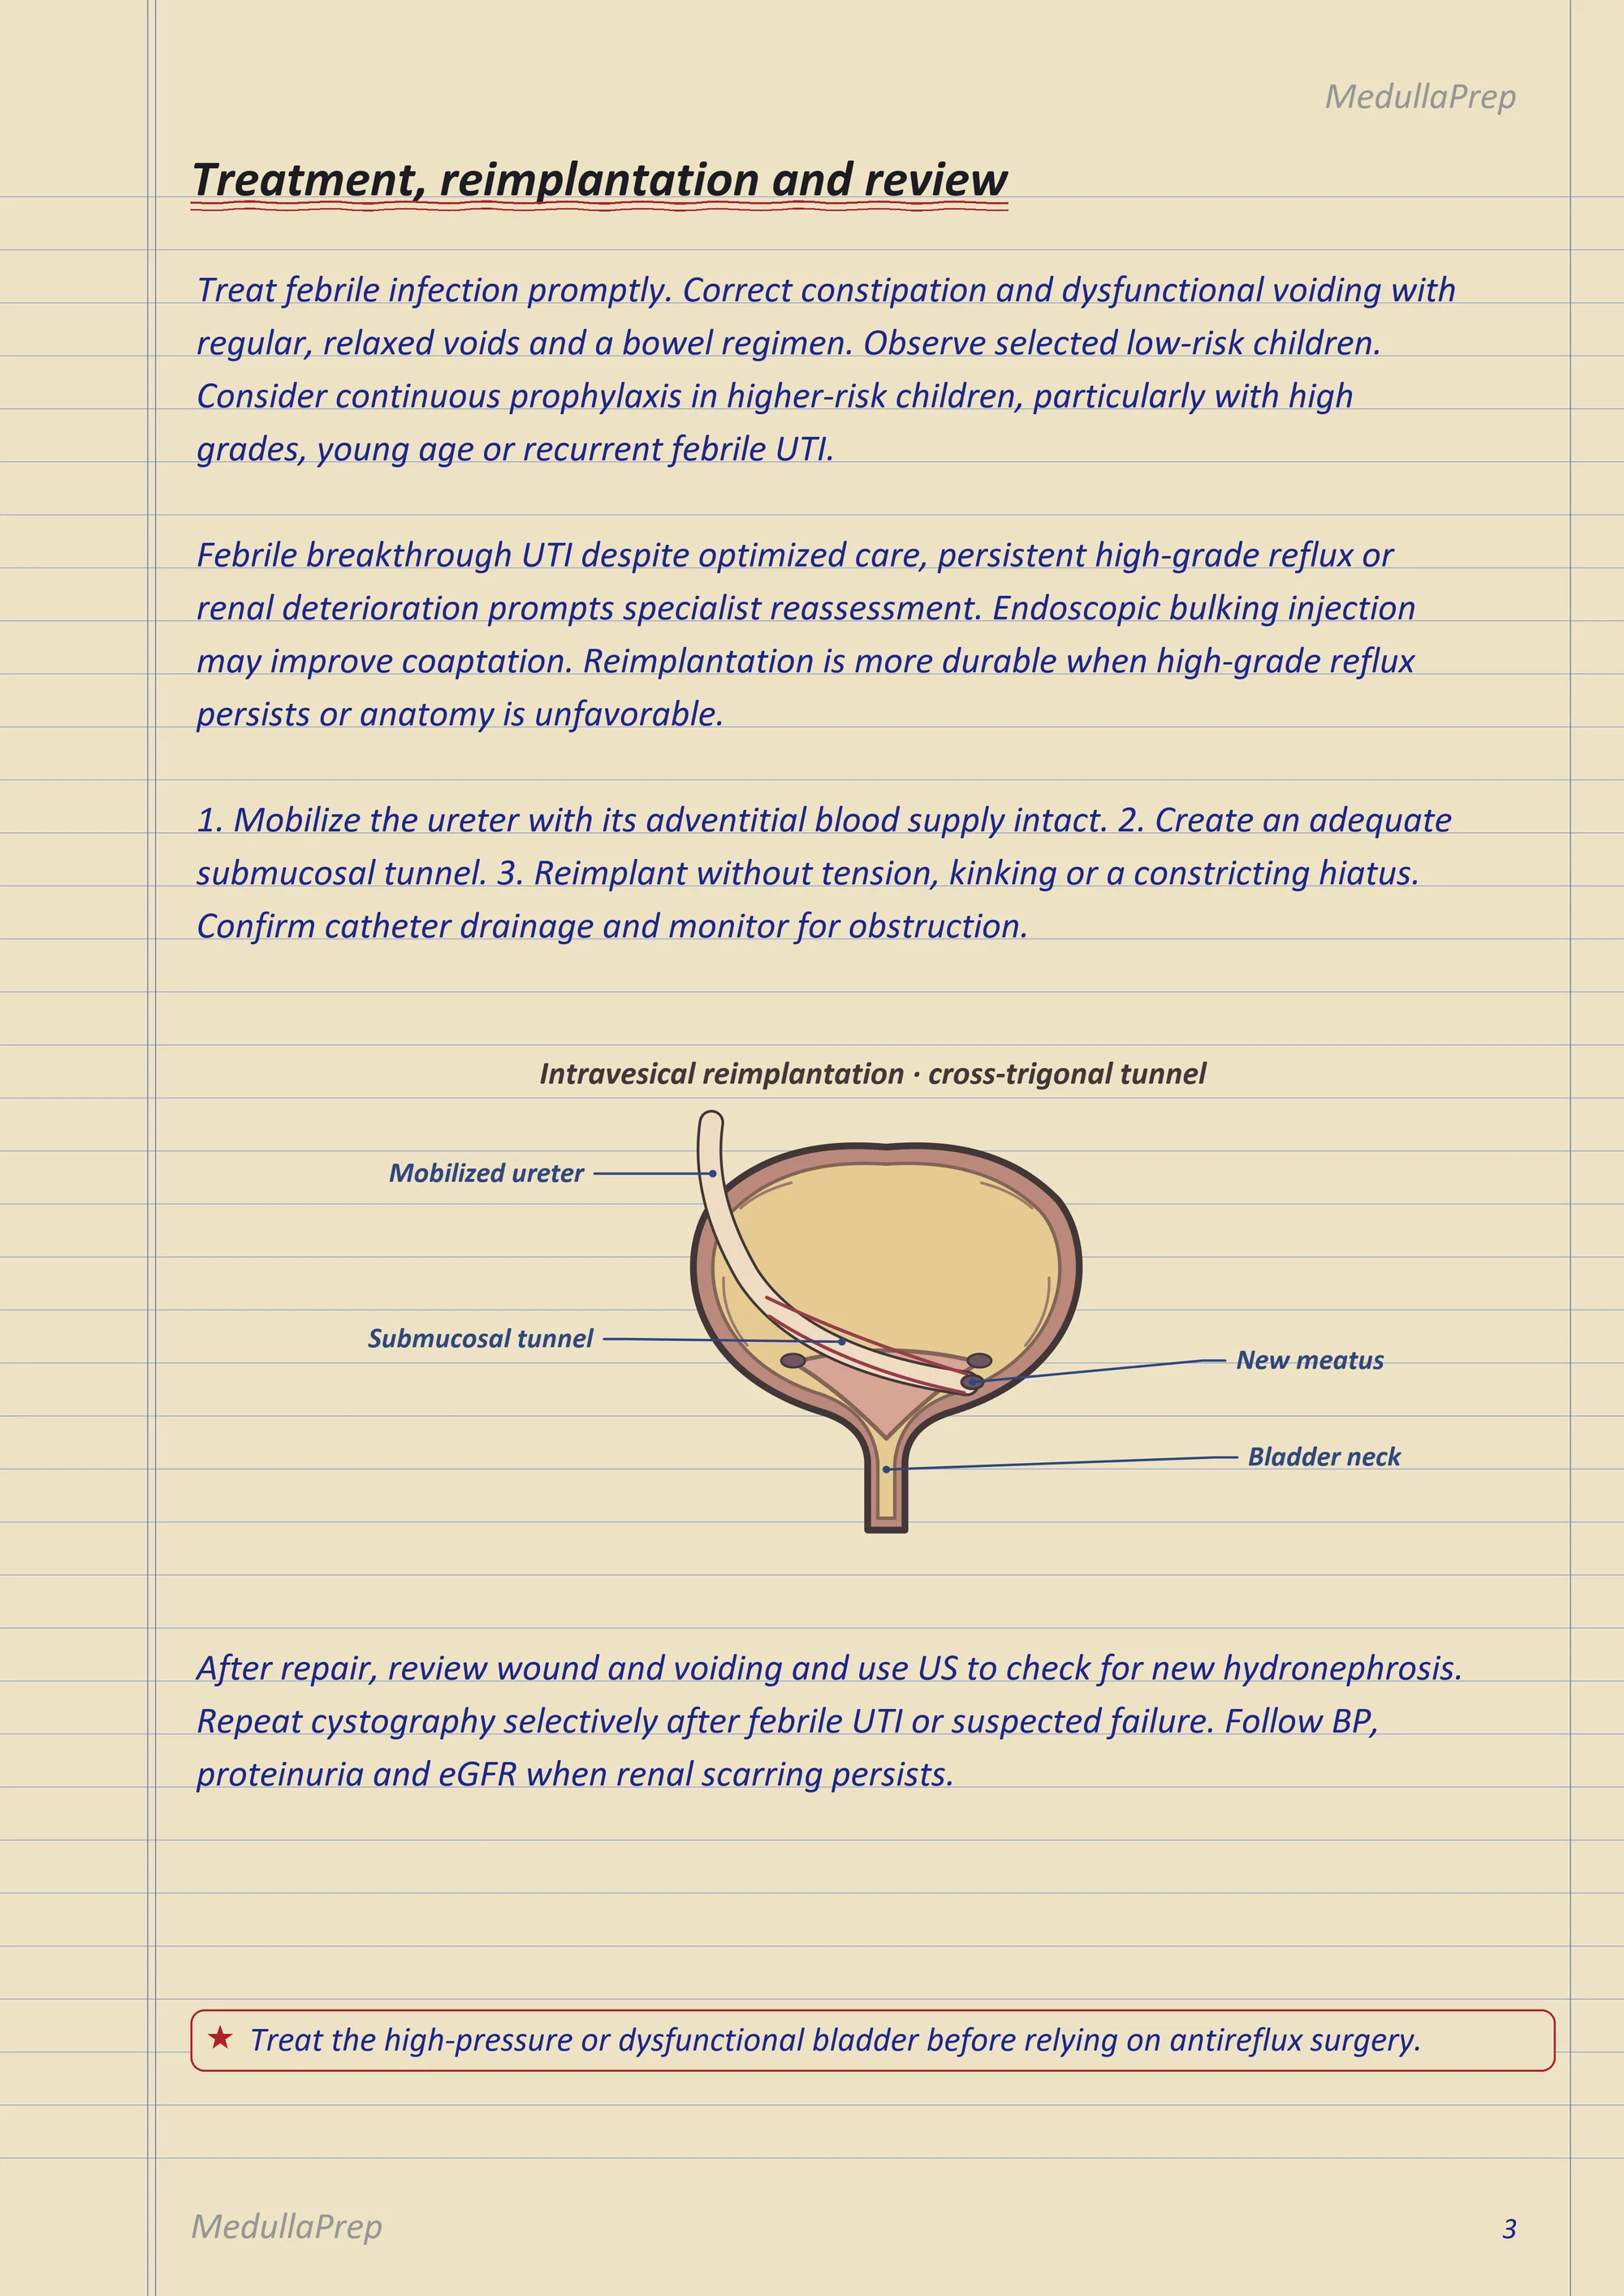 MedullaPrep
Treatment, reimplantation and review
Treat febrile infection promptly. Correct constipation and dysfunctional voiding with
regular, relaxed voids and a bowel regimen. Observe selected low-risk children.
Consider continuous prophylaxis in higher-risk children, particularly with high
grades, young age or recurrent febrile UTI.
Febrile breakthrough UTI despite optimized care, persistent high-grade reflux or
renal deterioration prompts specialist reassessment. Endoscopic bulking injection
may improve coaptation. Reimplantation is more durable when high-grade reflux
persists or anatomy is unfavorable.
1. Mobilize the ureter with its adventitial blood supply intact. 2. Create an adequate
submucosal tunnel. 3. Reimplant without tension, kinking or a constricting hiatus.
Confirm catheter drainage and monitor for obstruction.
Intravesical reimplantation · cross-trigonal tunnel
Mobilized ureter
Submucosal tunnel
New meatus
Bladder neck
After repair, review wound and voiding and use US to check for new hydronephrosis.
Repeat cystography selectively after febrile UTI or suspected failure. Follow BP,
proteinuria and eGFR when renal scarring persists.
★ Treat the high-pressure or dysfunctional bladder before relying on antireflux surgery.
MedullaPrep
3